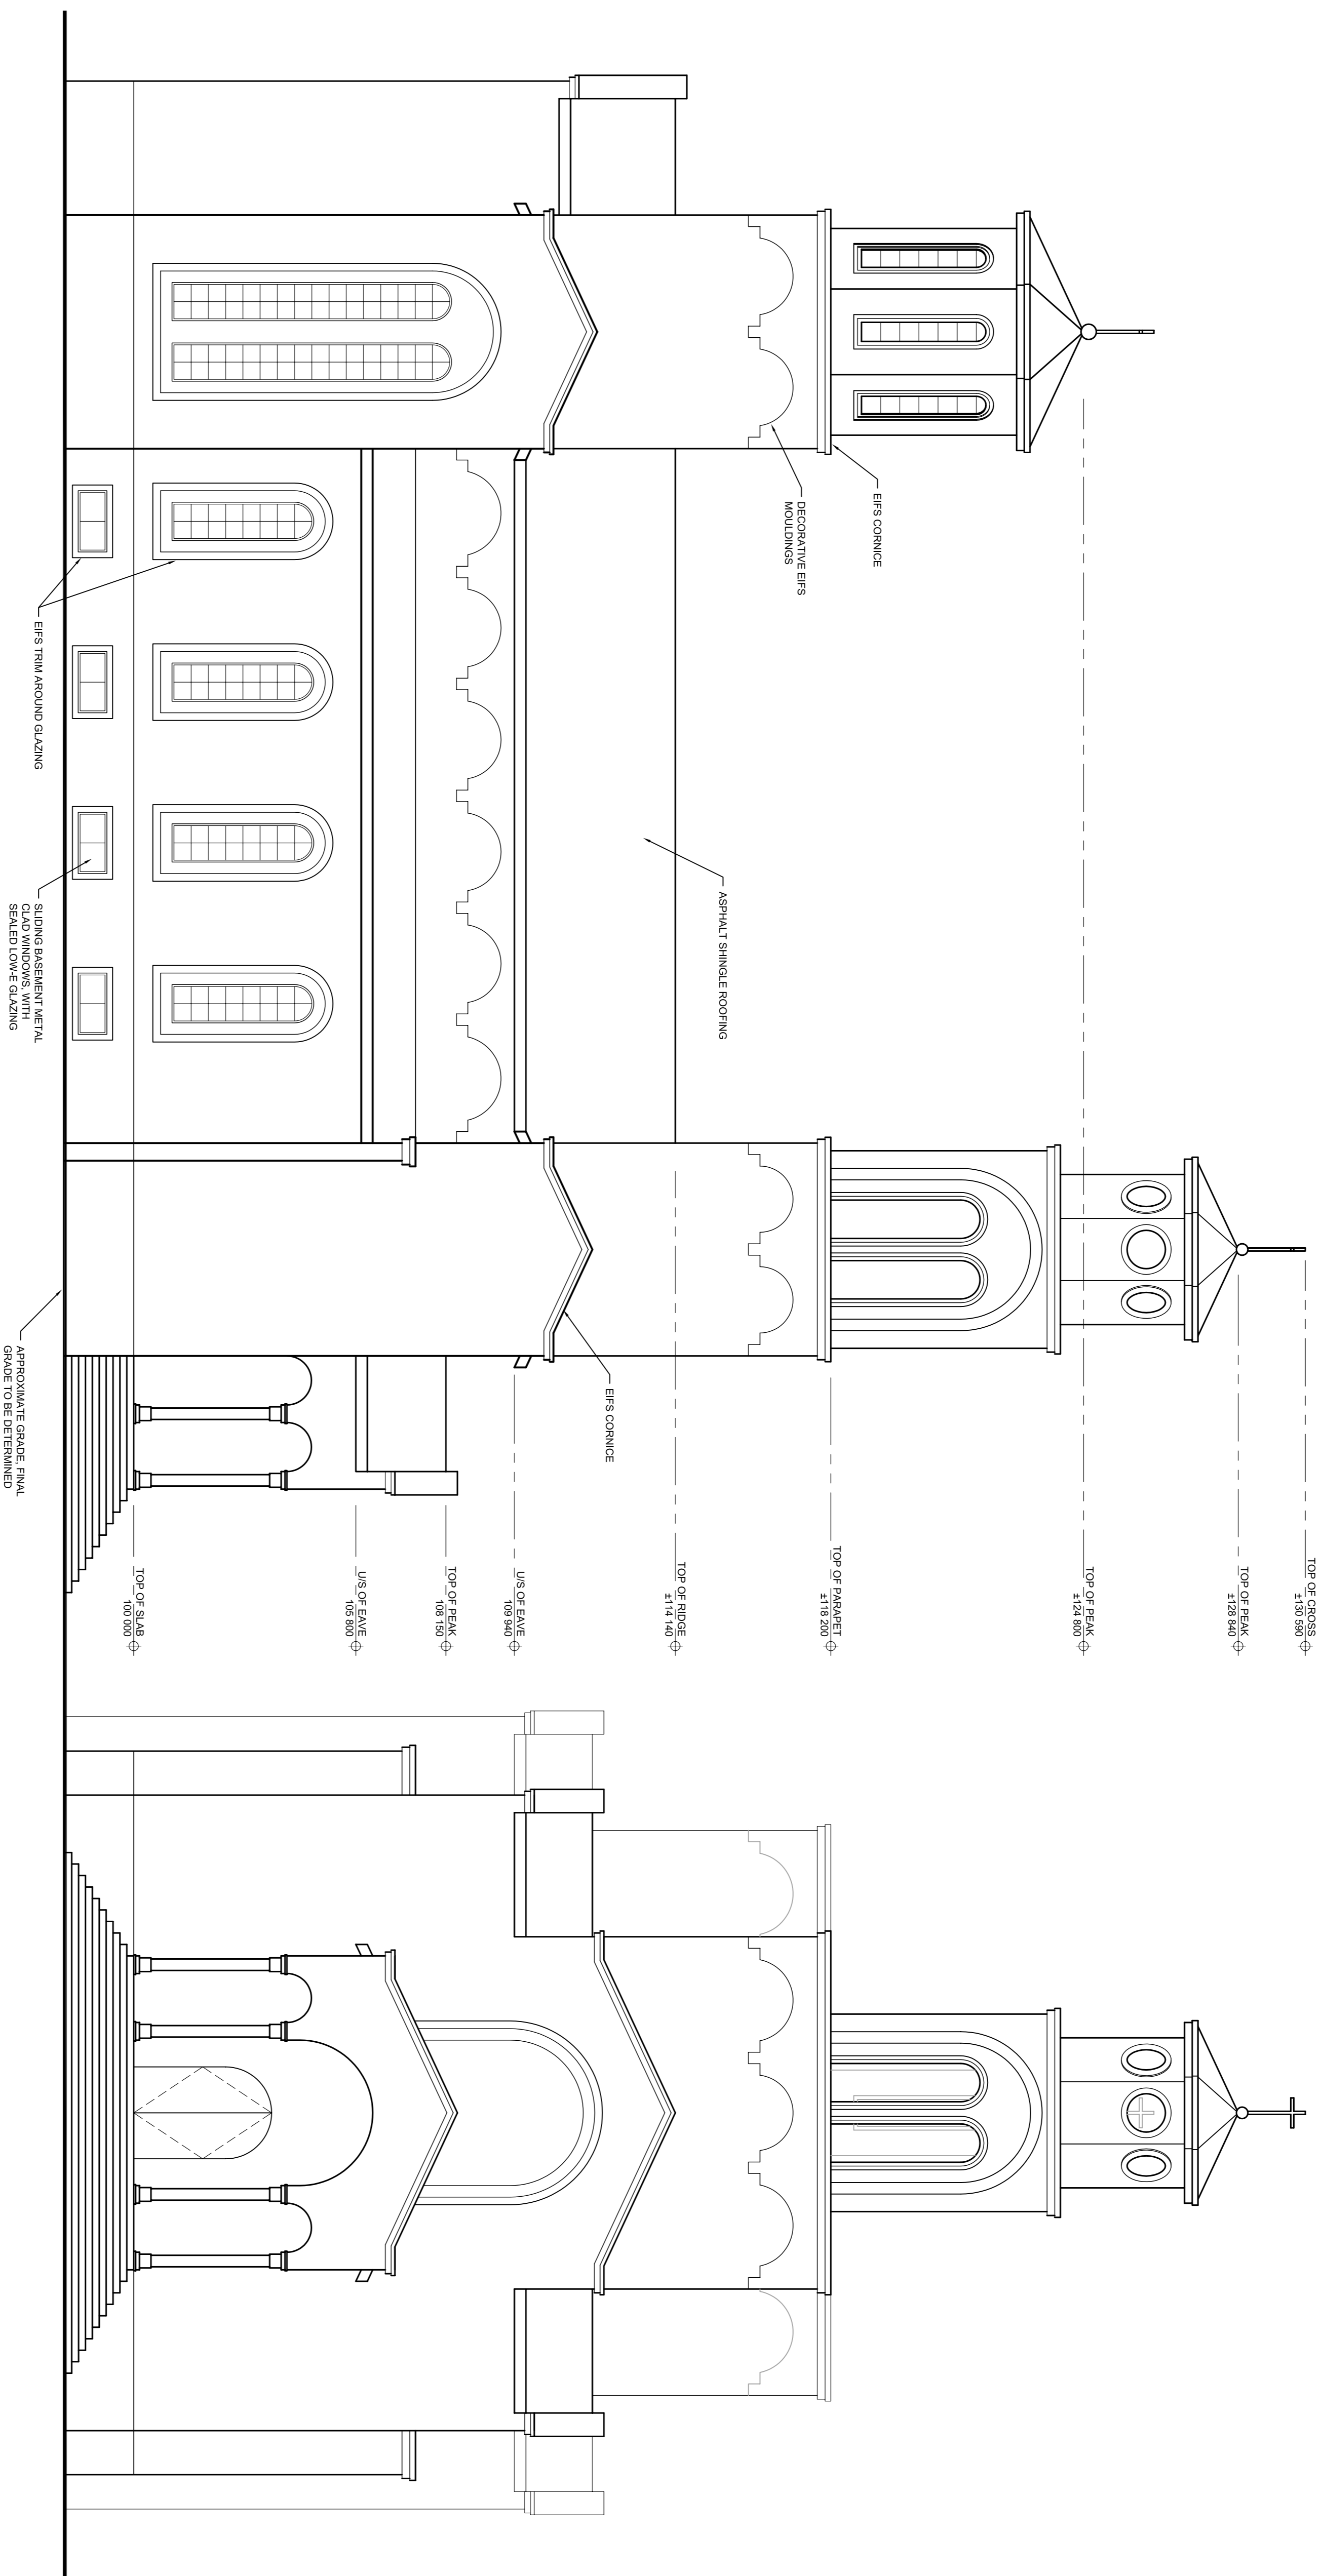 EIFS CORNICE
DECORATIVE EIFS
MOULDINGS
ASPHALT SHINGLE ROOFING
EIFS TRIM AROUND GLAZING
SLIDING BASEMENT METAL
CLAD WINDOWS, WITH
SEALED LOW-E GLAZING
EIFS CORNICE
APPROXIMATE GRADE, FINAL
GRADE TO BE DETERMINED
TOP OF CROSS
±130 590
TOP OF PEAK
±128 840
TOP OF PEAK
±124 800
TOP OF PARAPET
±118 200
TOP OF RIDGE
±114 140
U/S OF EAVE
109 940
TOP OF PEAK
108 150
U/S OF EAVE
105 800
TOP OF SLAB
100 000